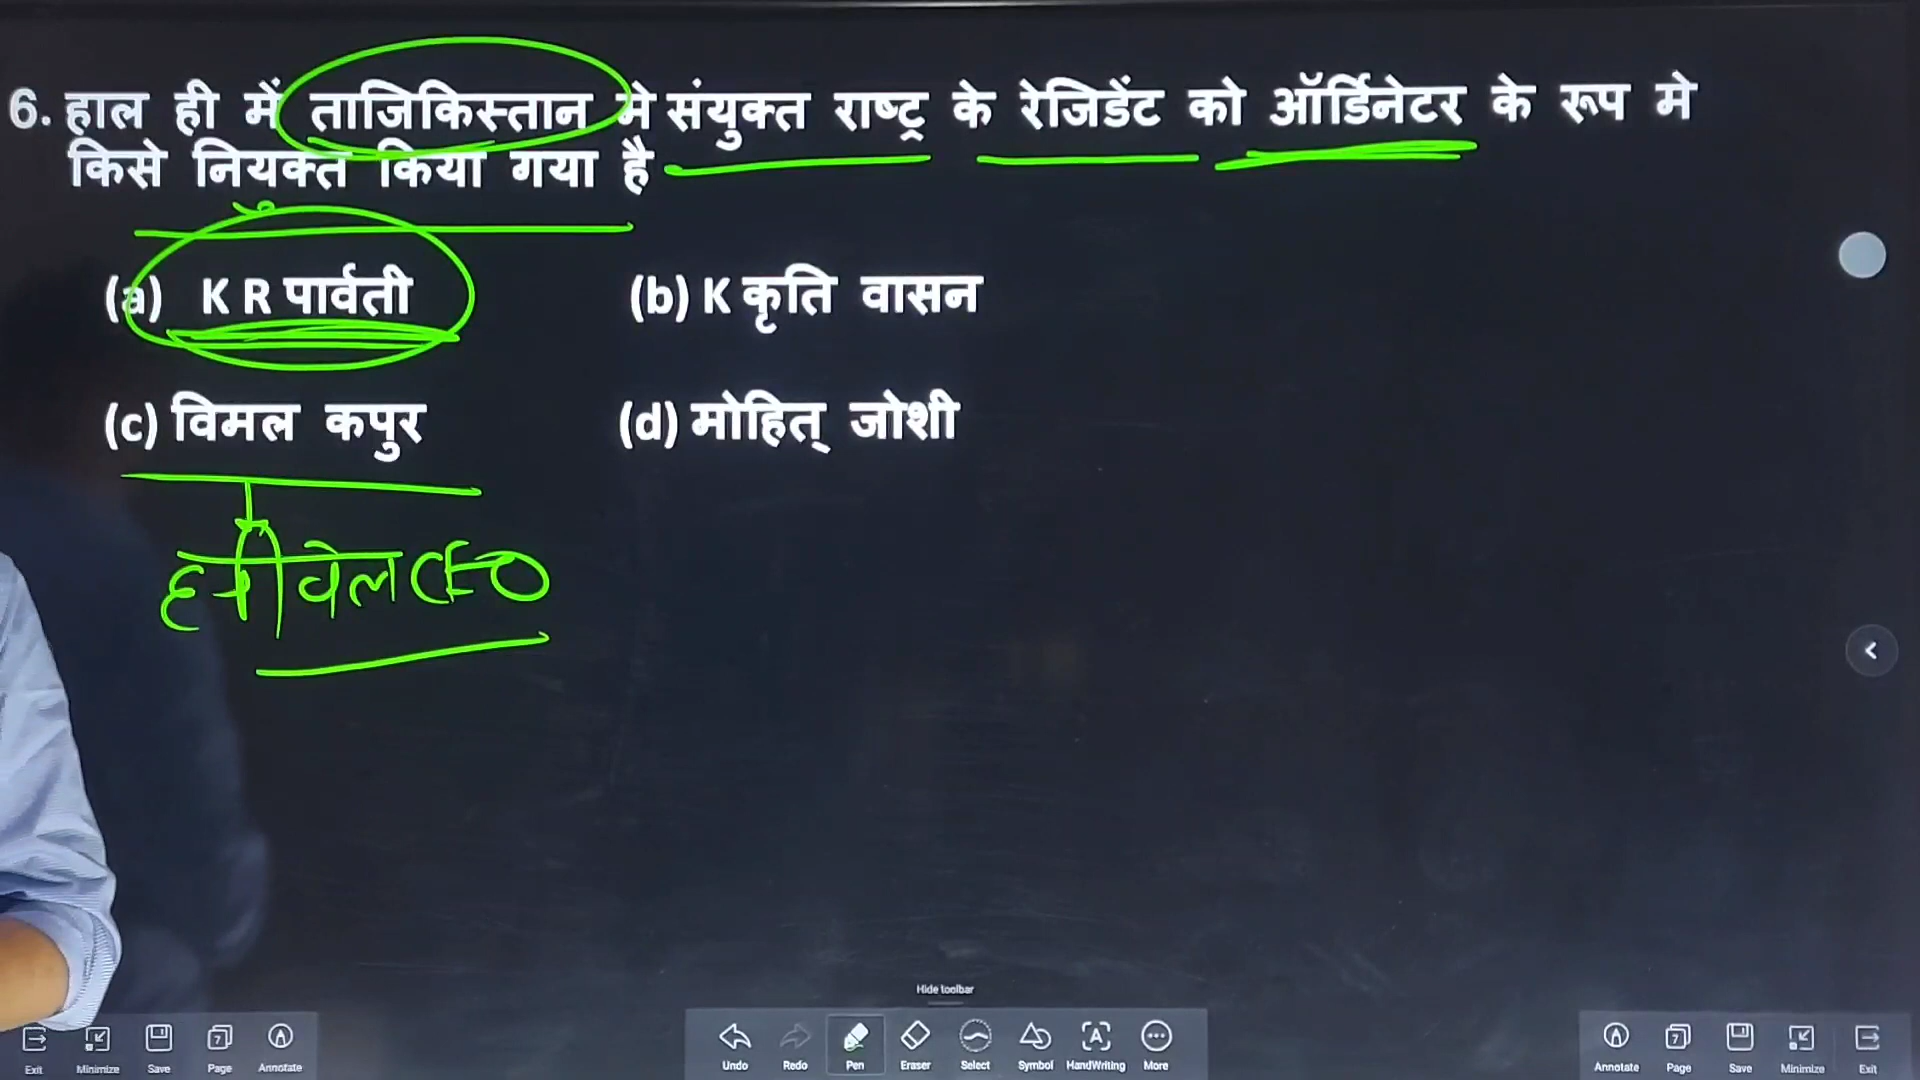 6. हाल ही में ताजिकिस्तान मे संयुक्त राष्ट्र के रेजिडेंट को ऑर्डिनेटर के रूप मे
किसे नियुक्त किया गया है
(a) K R पार्वती
(b) K कृति वासन
(c) विमल कपुर
(d) मोहित् जोशी
हनीवेल CEO
Hide toolbar
Exit Minimize Save Page Annotate
Undo Redo Pen Eraser Select Symbol HandWriting More
Annotate Page Save Minimize Exit